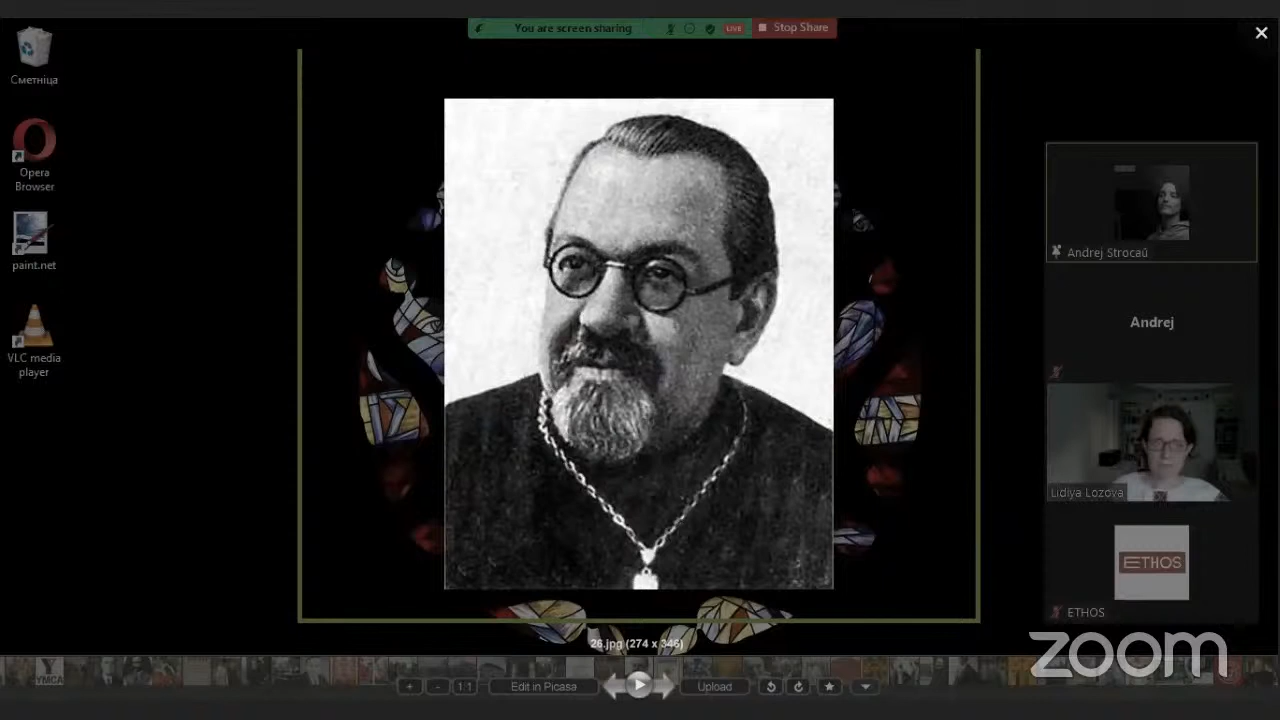 You are screen sharing
LIVE
Stop Share
Сметніца
Opera
Browser
paint.net
VLC media
player
Andrej Strocaŭ
Andrej
Lidiya Lozova
ETHOS
ETHOS
26.jpg (274 x 346)
YMCA
+
-
1:1
Edit in Picasa
Upload
zoom